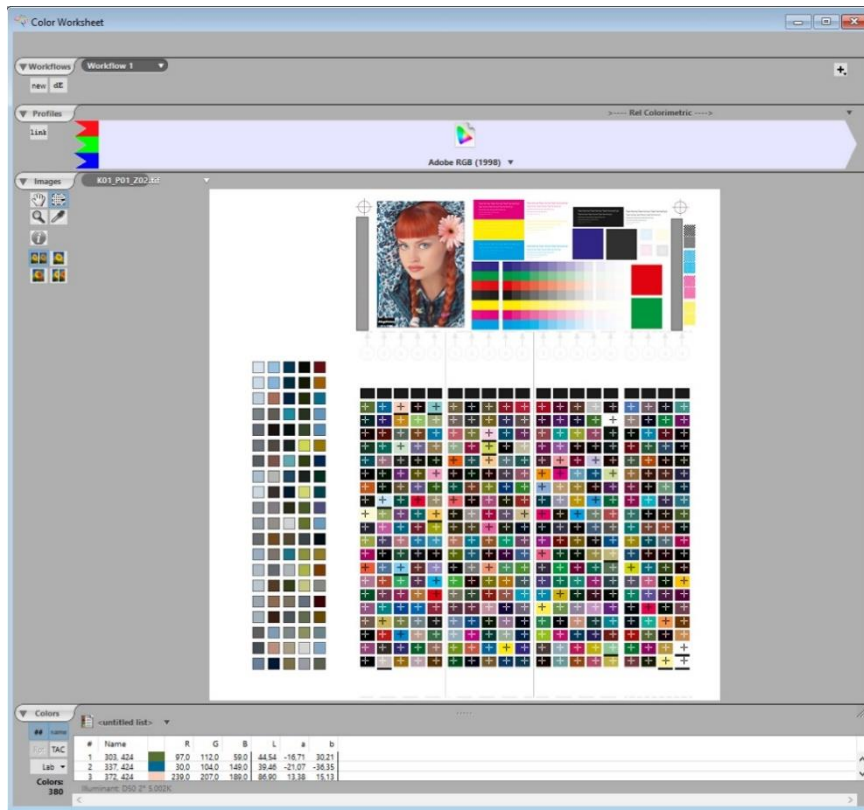 Color Worksheet
Workflows
Workflow 1
new dE
Profiles
>---- Rel Colorimetric ---->
link
Adobe RGB (1998)
Images
K01_P01_Z02
Colors
<untitled list>
## name
TAC
# Name R G B L a b
Lab
1 303, 424 97,0 112,0 59,0 44,54 -16,71 30,21
2 337, 424 30,0 104,0 149,0 39,46 -21,07 -36,35
3 372, 424 239,0 207,0 189,0 86,90 13,38 15,13
Colors:
380
Illuminant: D50 2° 5.002K